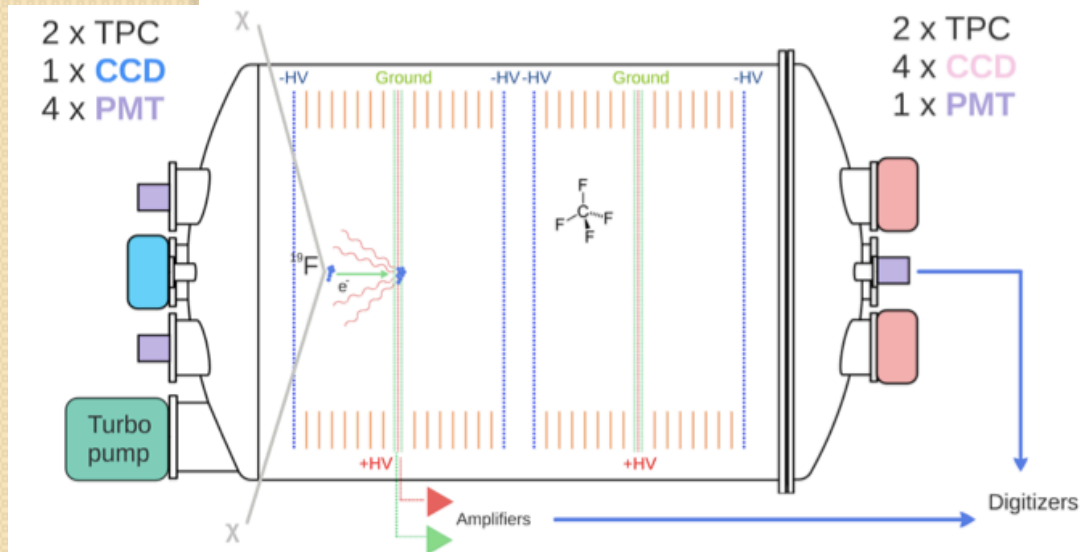 2 x TPC
1 x CCD
4 x PMT
2 x TPC
4 x CCD
1 x PMT
χ
-HV
Ground
-HV
-HV
Ground
-HV
F
C
F
F
F
¹⁹F
e⁻
Turbo
pump
+HV
+HV
Amplifiers
Digitizers
χ